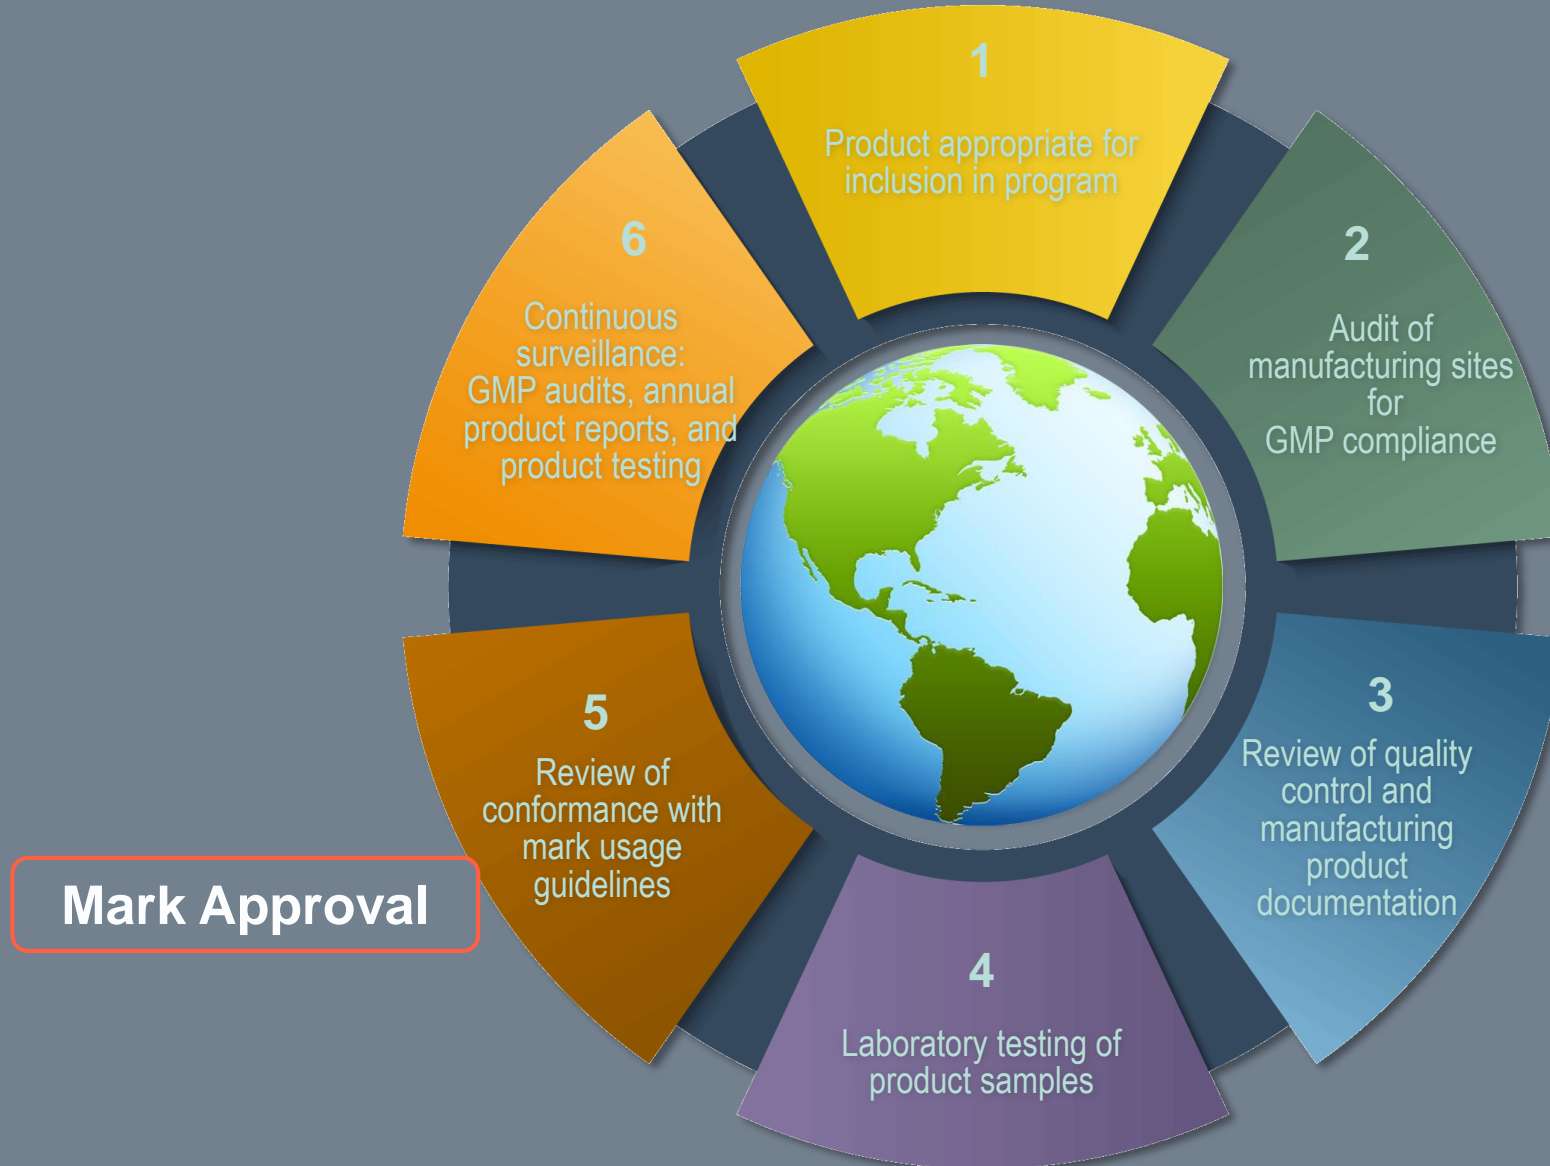 1
Product appropriate for
inclusion in program
2
Audit of
manufacturing sites
for
GMP compliance
3
Review of quality
control and
manufacturing
product
documentation
4
Laboratory testing of
product samples
5
Review of
conformance with
mark usage
guidelines
Mark Approval
6
Continuous
surveillance:
GMP audits, annual
product reports, and
product testing